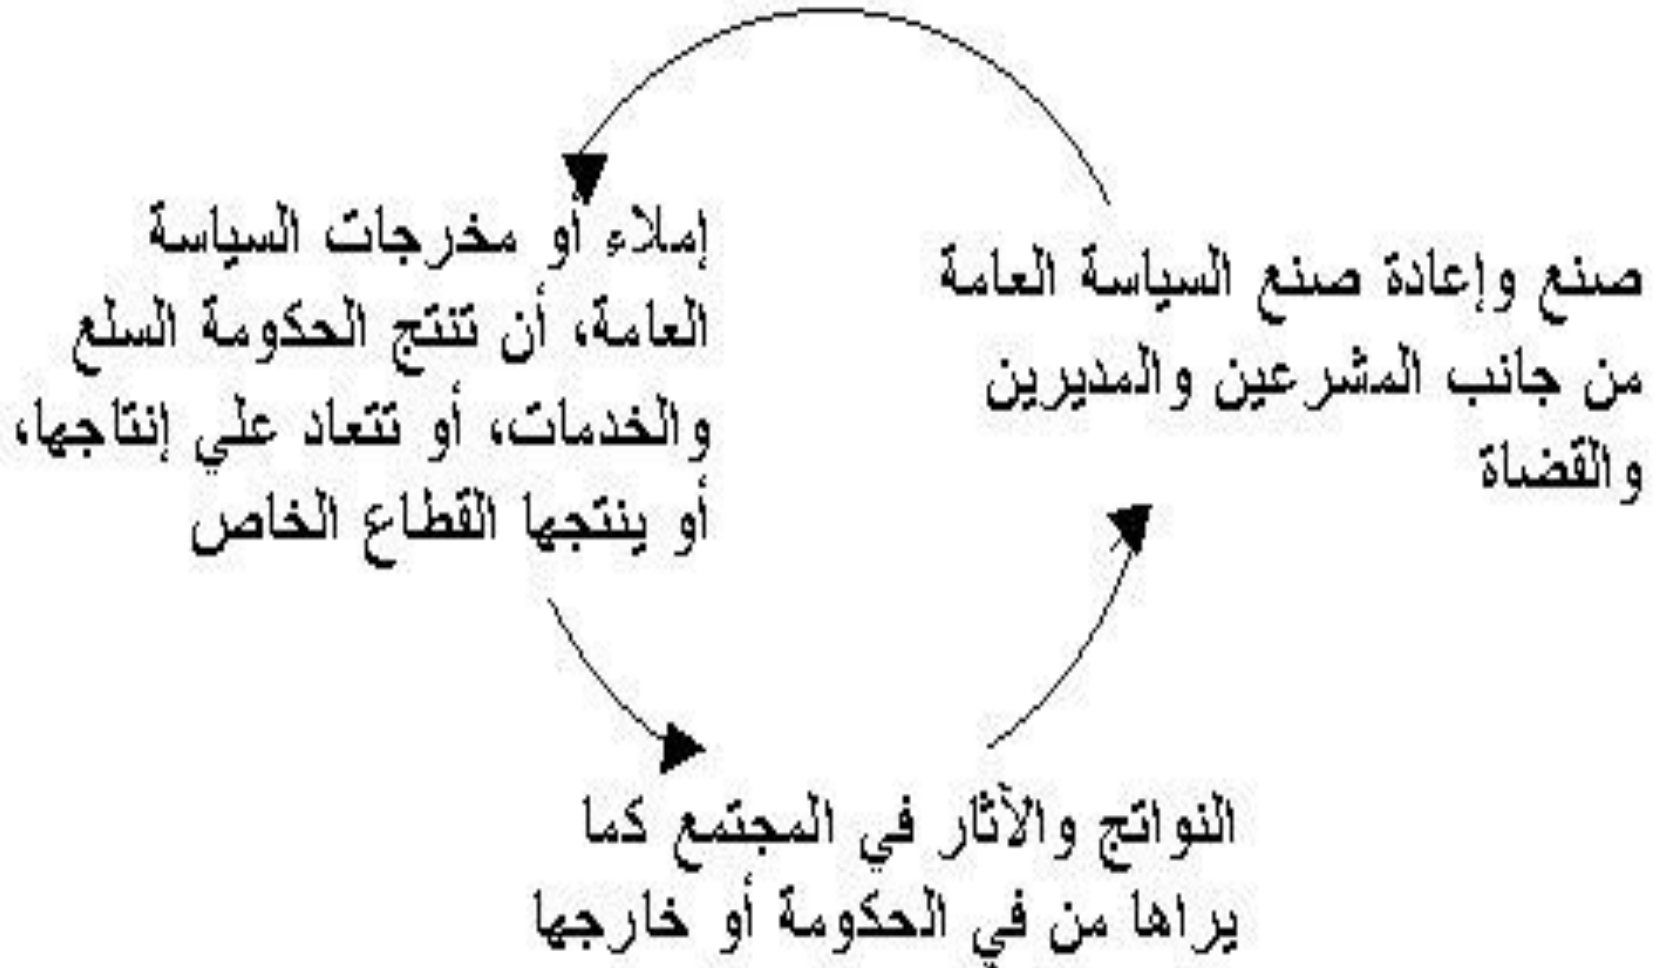 صنع وإعادة صنع السياسة العامة
من جانب المشرعين والمديرين
والقضاة
إملاء أو مخرجات السياسة
العامة، أن تنتج الحكومة السلع
والخدمات، أو تتعاد علي إنتاجها،
أو ينتجها القطاع الخاص
النواتج والآثار في المجتمع كما
يراها من في الحكومة أو خارجها